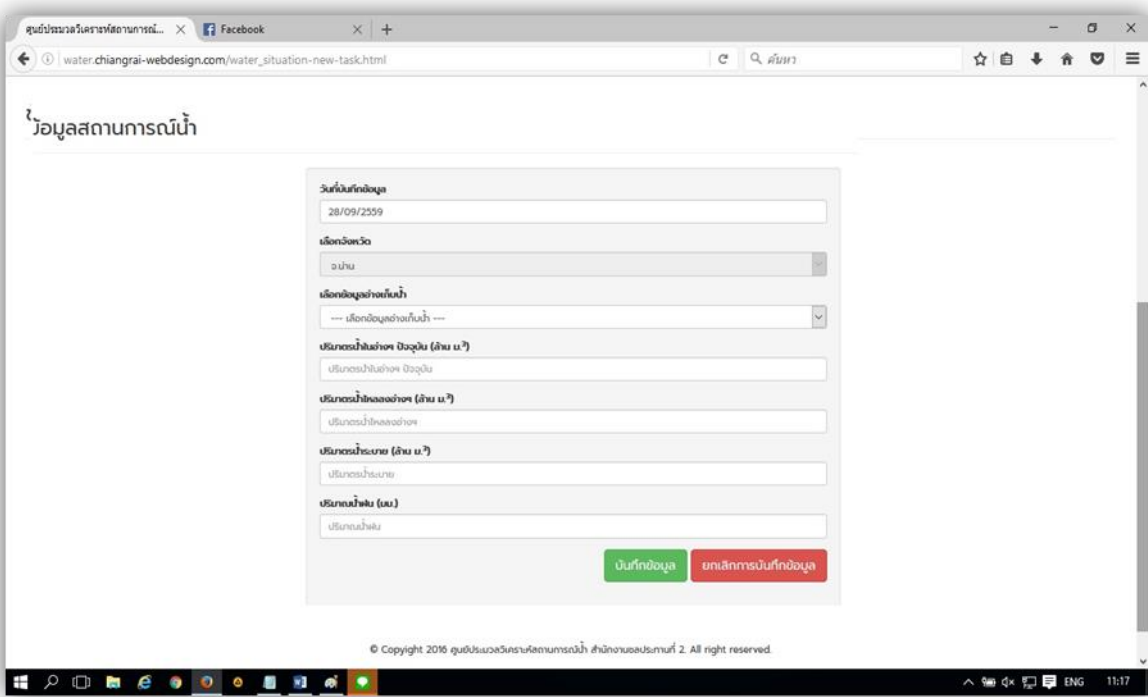 ศูนย์ประมวลวิเคราะห์สถานการณ์...
Facebook
water.chiangrai-webdesign.com/water_situation-new-task.html
ค้นหา
ข้อมูลสถานการณ์น้ำ
วันที่บันทึกข้อมูล
28/09/2559
เลือกจังหวัด
จ.น่าน
เลือกข้อมูลอ่างเก็บน้ำ
--- เลือกข้อมูลอ่างเก็บน้ำ ---
ปริมาตรน้ำในอ่างฯ ปัจจุบัน (ล้าน ม.³)
ปริมาตรน้ำในอ่างฯ ปัจจุบัน
ปริมาตรน้ำไหลลงอ่างฯ (ล้าน ม.³)
ปริมาตรน้ำไหลลงอ่างฯ
ปริมาตรน้ำระบาย (ล้าน ม.³)
ปริมาตรน้ำระบาย
ปริมาณน้ำฝน (มม.)
ปริมาณน้ำฝน
บันทึกข้อมูล ยกเลิกการบันทึกข้อมูล
© Copyight 2016 ศูนย์ประมวลวิเคราะห์สถานการณ์น้ำ สำนักงานชลประทานที่ 2. All right reserved.
ENG 11:17